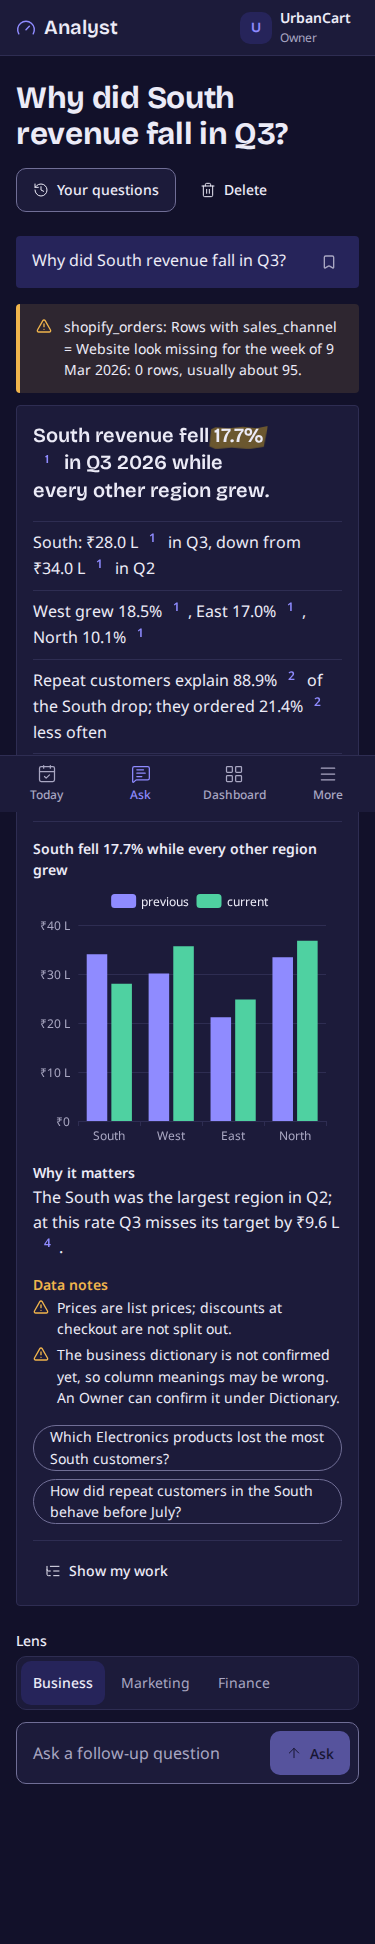 Analyst
U
UrbanCart
Owner
Why did South
revenue fall in Q3?
Your questions
Delete
Why did South revenue fall in Q3?
shopify_orders: Rows with sales_channel
= Website look missing for the week of 9
Mar 2026: 0 rows, usually about 95.
South revenue fell 17.7%
1 in Q3 2026 while
every other region grew.
South: ₹28.0 L 1 in Q3, down from
₹34.0 L 1 in Q2
West grew 18.5% 1 , East 17.0% 1 ,
North 10.1% 1
Repeat customers explain 88.9% 2 of
the South drop; they ordered 21.4% 2
less often
Today
Ask
Dashboard
More
South fell 17.7% while every other region
grew
previous
current
₹40 L
₹30 L
₹20 L
₹10 L
₹0
South
West
East
North
Why it matters
The South was the largest region in Q2;
at this rate Q3 misses its target by ₹9.6 L
4 .
Data notes
Prices are list prices; discounts at
checkout are not split out.
The business dictionary is not confirmed
yet, so column meanings may be wrong.
An Owner can confirm it under Dictionary.
Which Electronics products lost the most
South customers?
How did repeat customers in the South
behave before July?
Show my work
Lens
Business
Marketing
Finance
Ask a follow-up question
Ask